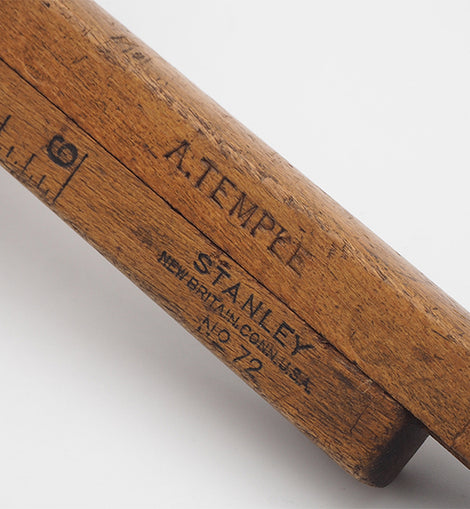 A.TEMPLE
6
STANLEY
NEW BRITAIN.CONN.U.S.A.
NO 72